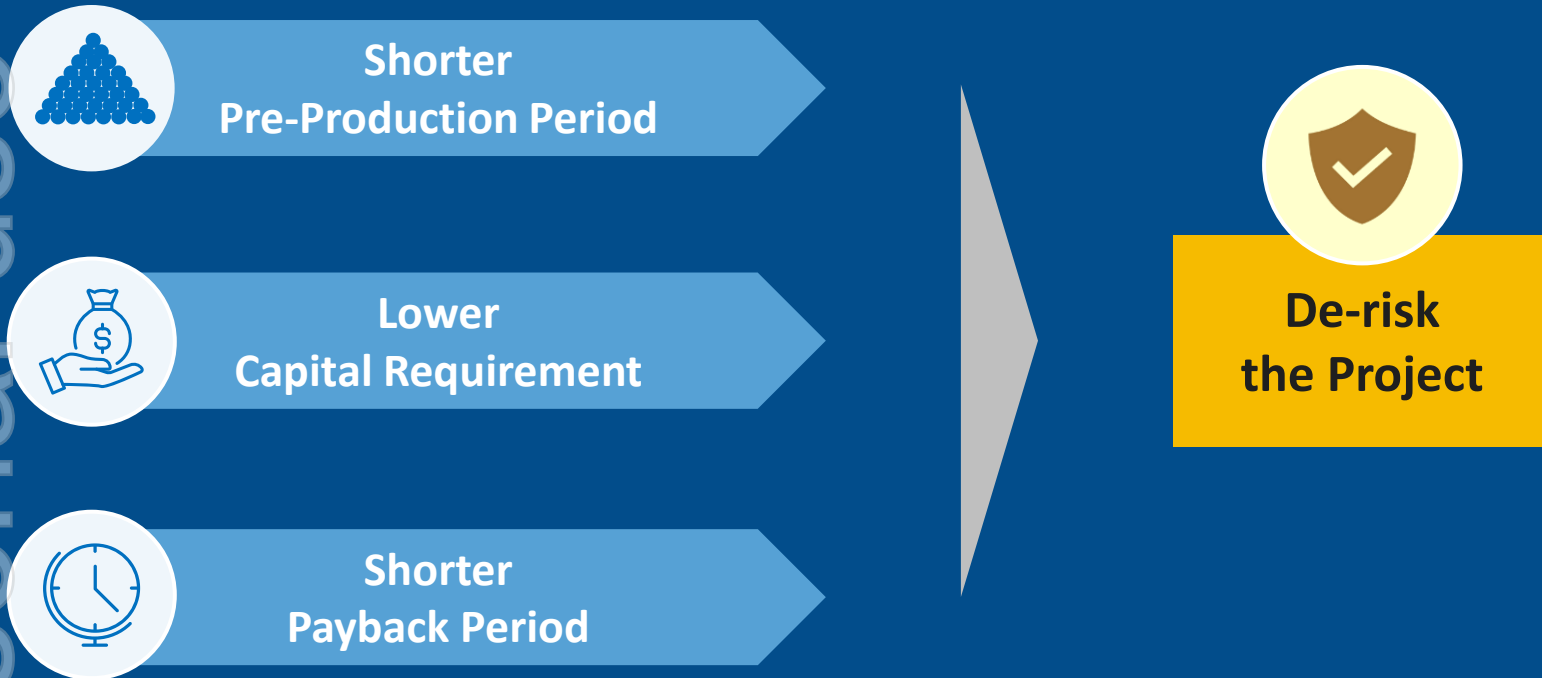 Shorter
Pre-Production Period
Lower
Capital Requirement
$
Shorter
Payback Period
De-risk
the Project